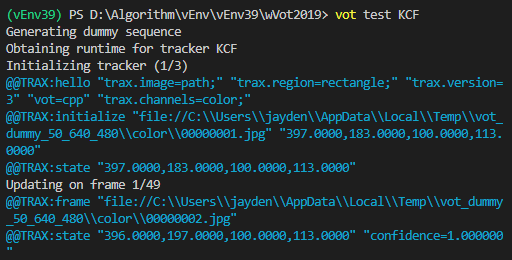 (vEnv39) PS D:\Algorithm\vEnv\vEnv39\wVot2019> vot test KCF
Generating dummy sequence
Obtaining runtime for tracker KCF
Initializing tracker (1/3)
@@TRAX:hello "trax.image=path;" "trax.region=rectangle;" "trax.version=
3" "vot=cpp" "trax.channels=color;"
@@TRAX:initialize "file://C:\\Users\\jayden\\AppData\\Local\\Temp\\vot_
dummy_50_640_480\\color\\00000001.jpg" "397.0000,183.0000,100.0000,113.
0000"
@@TRAX:state "397.0000,183.0000,100.0000,113.0000"
Updating on frame 1/49
@@TRAX:frame "file://C:\\Users\\jayden\\AppData\\Local\\Temp\\vot_dummy
_50_640_480\\color\\00000002.jpg"
@@TRAX:state "396.0000,197.0000,100.0000,113.0000" "confidence=1.000000
"